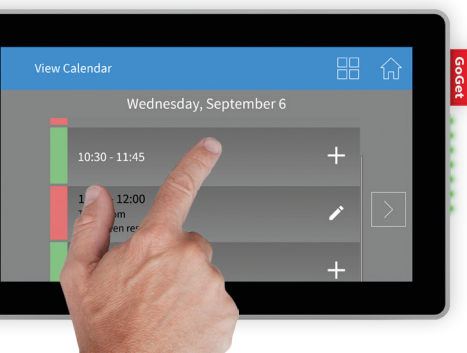 View Calendar
Wednesday, September 6
10:30 - 11:45
- 12:00
GoGet